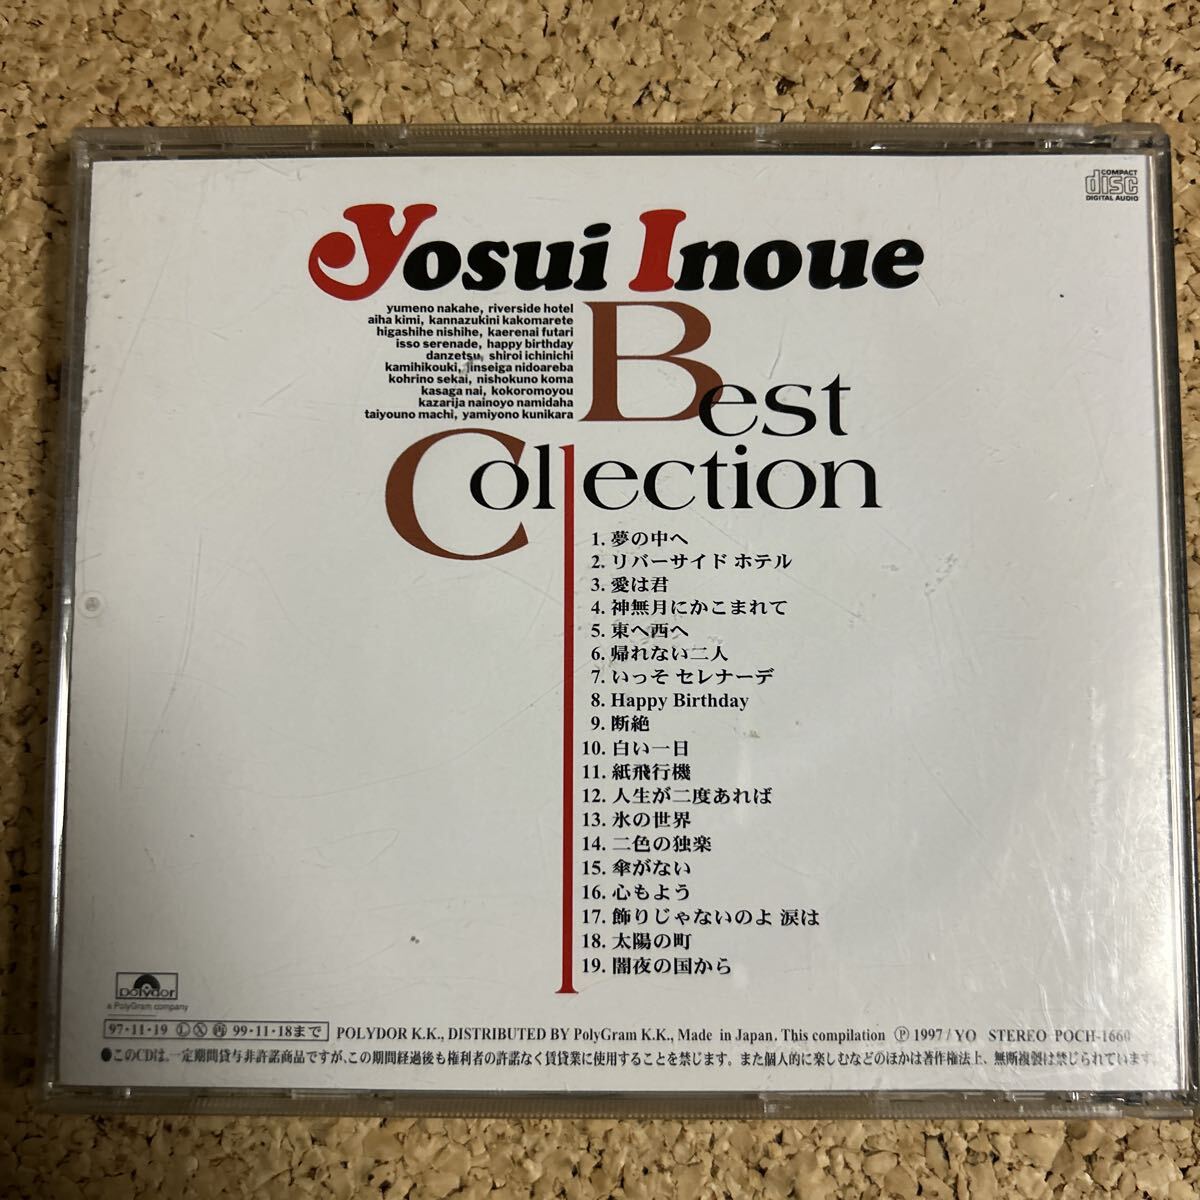 COMPACT
disc
DIGITAL AUDIO
Yosui Inoue
yumeno nakahe, riverside hotel
aiha kimi, kannazukini kakomarete
higashihe nishihe, kaerenai futari
isso serenade, happy birthday
danzetsu, shiroi ichinichi
kamihikouki, jinseiga nidoareba
kohrino sekai, nishokuno koma
kasaga nai, kokoromoyou
kazarija nainoyo namidaha
taiyouno machi, yamiyono kunikara
Best
Collection
1. 夢の中へ
2. リバーサイド ホテル
3. 愛は君
4. 神無月にかこまれて
5. 東へ西へ
6. 帰れない二人
7. いっそ セレナーデ
8. Happy Birthday
9. 断絶
10. 白い一日
11. 紙飛行機
12. 人生が二度あれば
13. 氷の世界
14. 二色の独楽
15. 傘がない
16. 心もよう
17. 飾りじゃないのよ 涙は
18. 太陽の町
19. 闇夜の国から
Polydor
a PolyGram company
97・11・19 Ⓛ Ⓧ ㊢ 99・11・18まで POLYDOR K.K., DISTRIBUTED BY PolyGram K.K., Made in Japan. This compilation Ⓟ 1997 / YO STEREO POCH-1660
●このCDは、一定期間貸与非許諾商品ですが、この期間経過後も権利者の許諾なく賃貸業に使用することを禁じます。また個人的に楽しむなどのほかは著作権法上、無断複製は禁じられています。